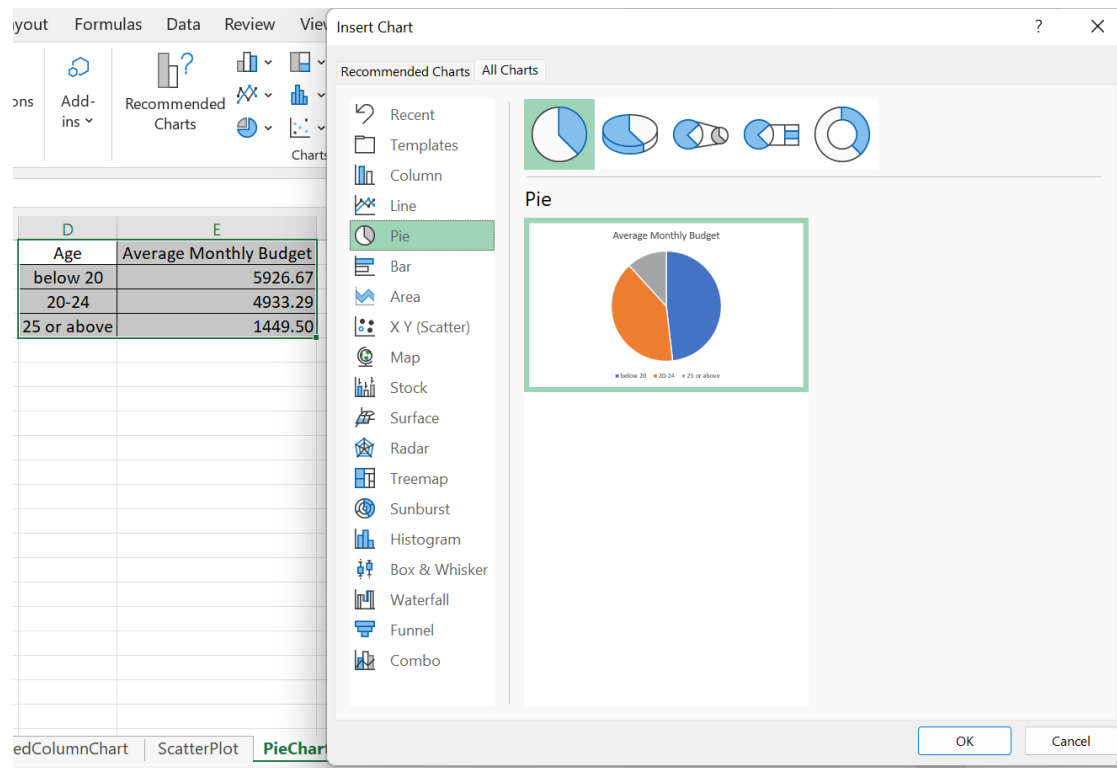 ayout Formulas Data Review Vie
ons
Add-
ins
Recommended
Charts
Charts
D E
Age Average Monthly Budget
below 20 5926.67
20-24 4933.29
25 or above 1449.50
edColumnChart ScatterPlot PieChart
Insert Chart ?
Recommended Charts All Charts
Recent
Templates
Column
Line
Pie
Bar
Area
X Y (Scatter)
Map
Stock
Surface
Radar
Treemap
Sunburst
Histogram
Box & Whisker
Waterfall
Funnel
Combo
Pie
Average Monthly Budget
below 20 20-24 25 or above
OK Cancel